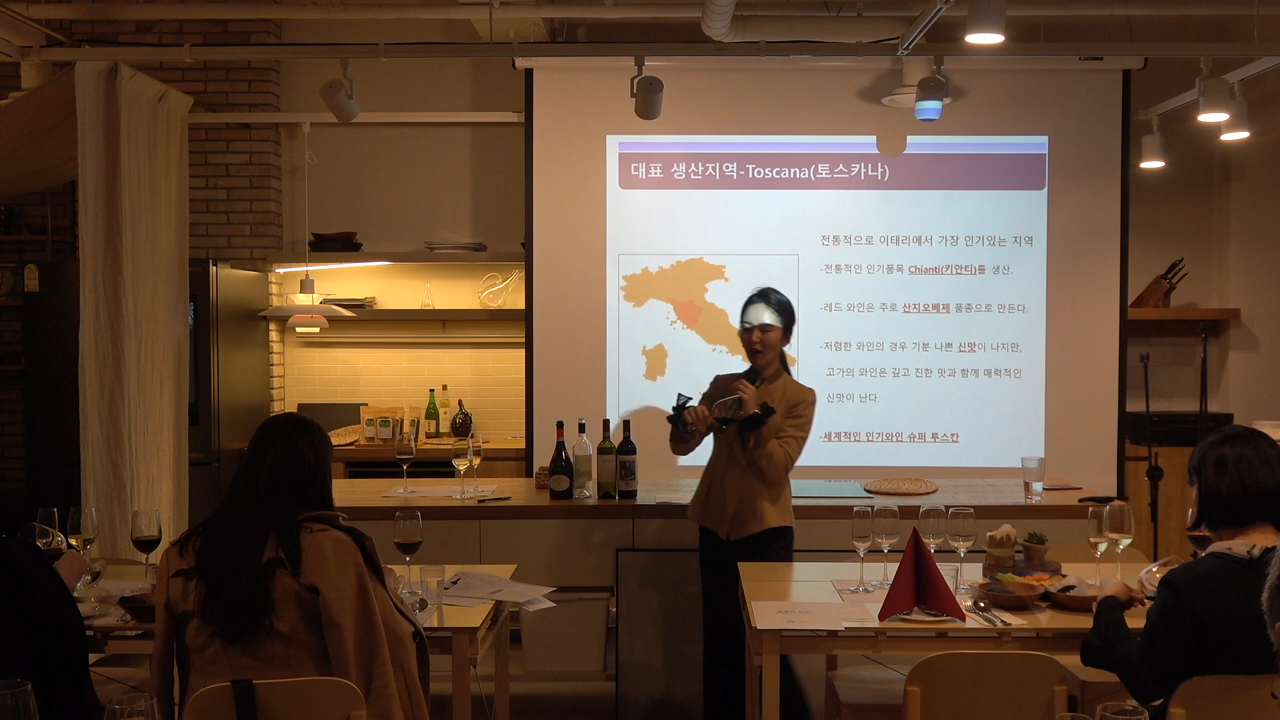 대표 생산지역-Toscana(토스카나)
전통적으로 이태리에서 가장 인기있는 지역
-전통적인 인기품목 Chianti(키안티)를 생산.
-레드 와인은 주로 산지오베제 품종으로 만든다.
-저렴한 와인의 경우 기분 나쁜 신맛이 나지만,
고가의 와인은 깊고 진한 맛과 함께 매력적인
신맛이 난다.
-세계적인 인기와인 슈퍼 투스칸